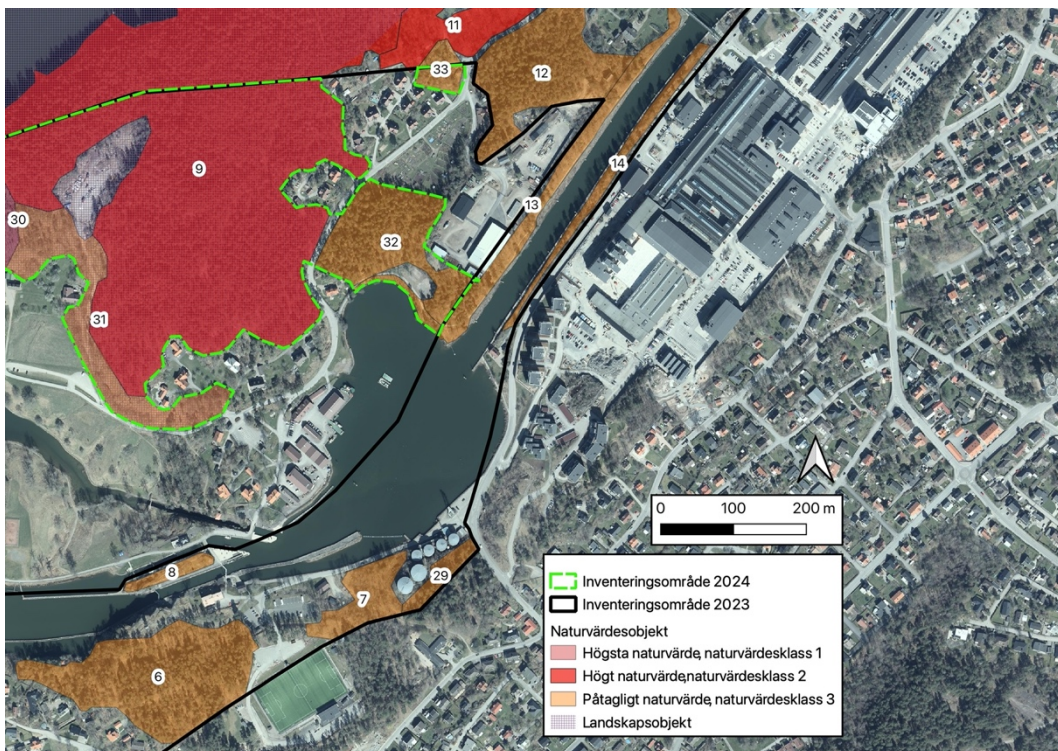 11
33
12
9
14
13
30
32
31
0 100 200 m
8
29
7
6
Inventeringsområde 2024
Inventeringsområde 2023
Naturvärdesobjekt
Högsta naturvärde, naturvärdesklass 1
Högt naturvärde,naturvärdesklass 2
Påtagligt naturvärde, naturvärdesklass 3
Landskapsobjekt